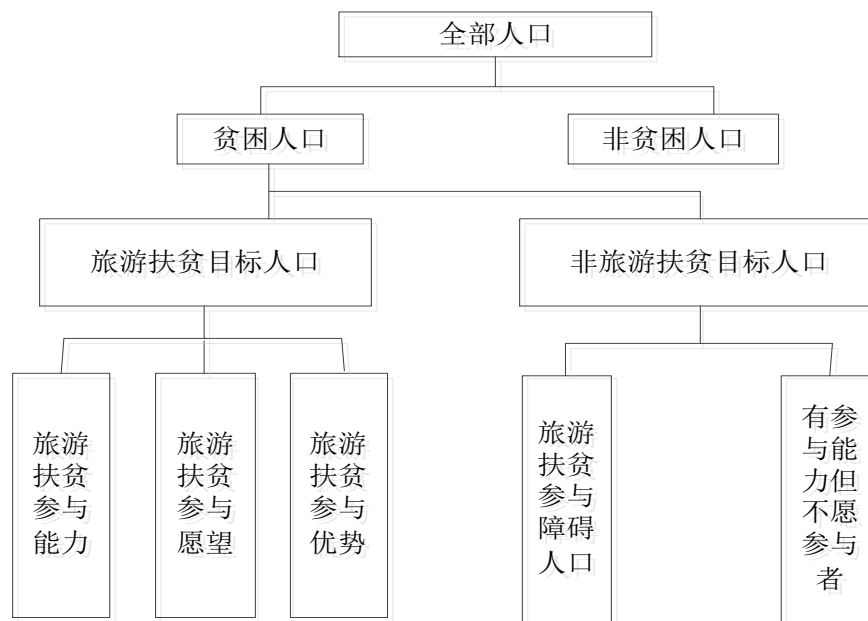 全部人口
贫困人口
非贫困人口
旅游扶贫目标人口
非旅游扶贫目标人口
旅游
扶贫
参与
能力
旅游
扶贫
参与
愿望
旅游
扶贫
参与
优势
旅游
扶贫
参与
障碍
人口
有参
与能
力但
不愿
参与
者